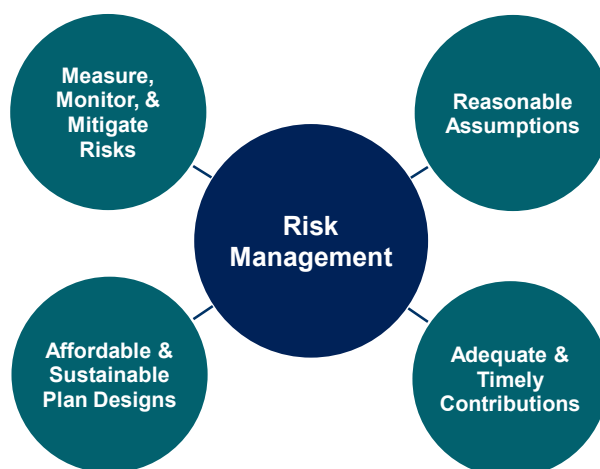 Measure,
Monitor, &
Mitigate
Risks
Reasonable
Assumptions
Risk
Management
Affordable &
Sustainable
Plan Designs
Adequate &
Timely
Contributions